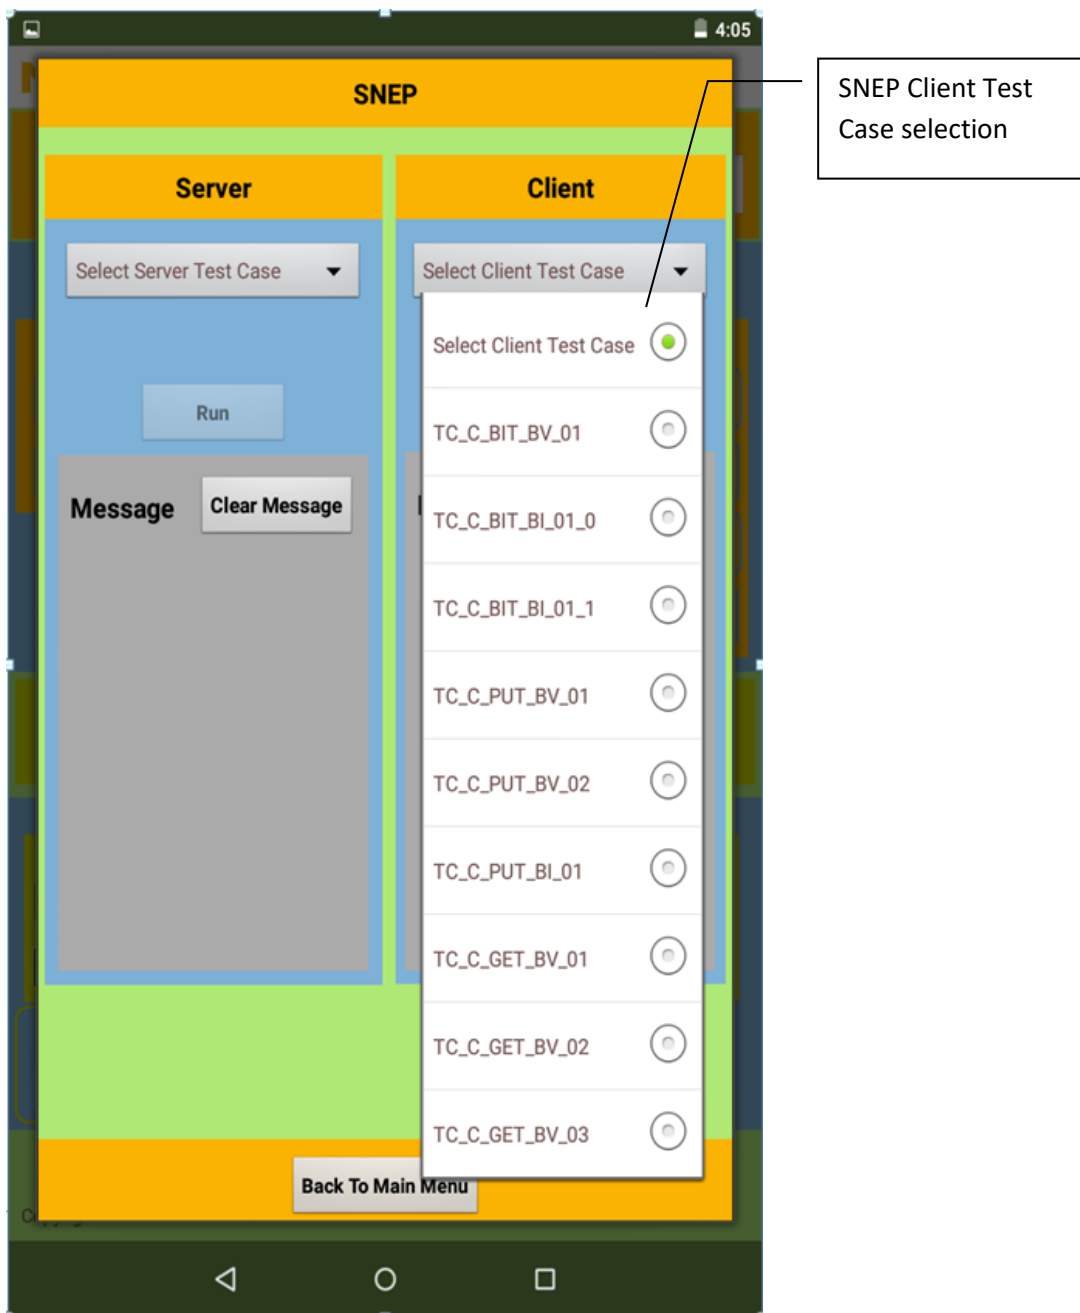 4:05
SNEP
SNEP Client Test
Case selection
Server
Client
Select Server Test Case
Select Client Test Case
Select Client Test Case
Run
TC_C_BIT_BV_01
Message
Clear Message
TC_C_BIT_BI_01_0
TC_C_BIT_BI_01_1
TC_C_PUT_BV_01
TC_C_PUT_BV_02
TC_C_PUT_BI_01
TC_C_GET_BV_01
TC_C_GET_BV_02
TC_C_GET_BV_03
Back To Main Menu